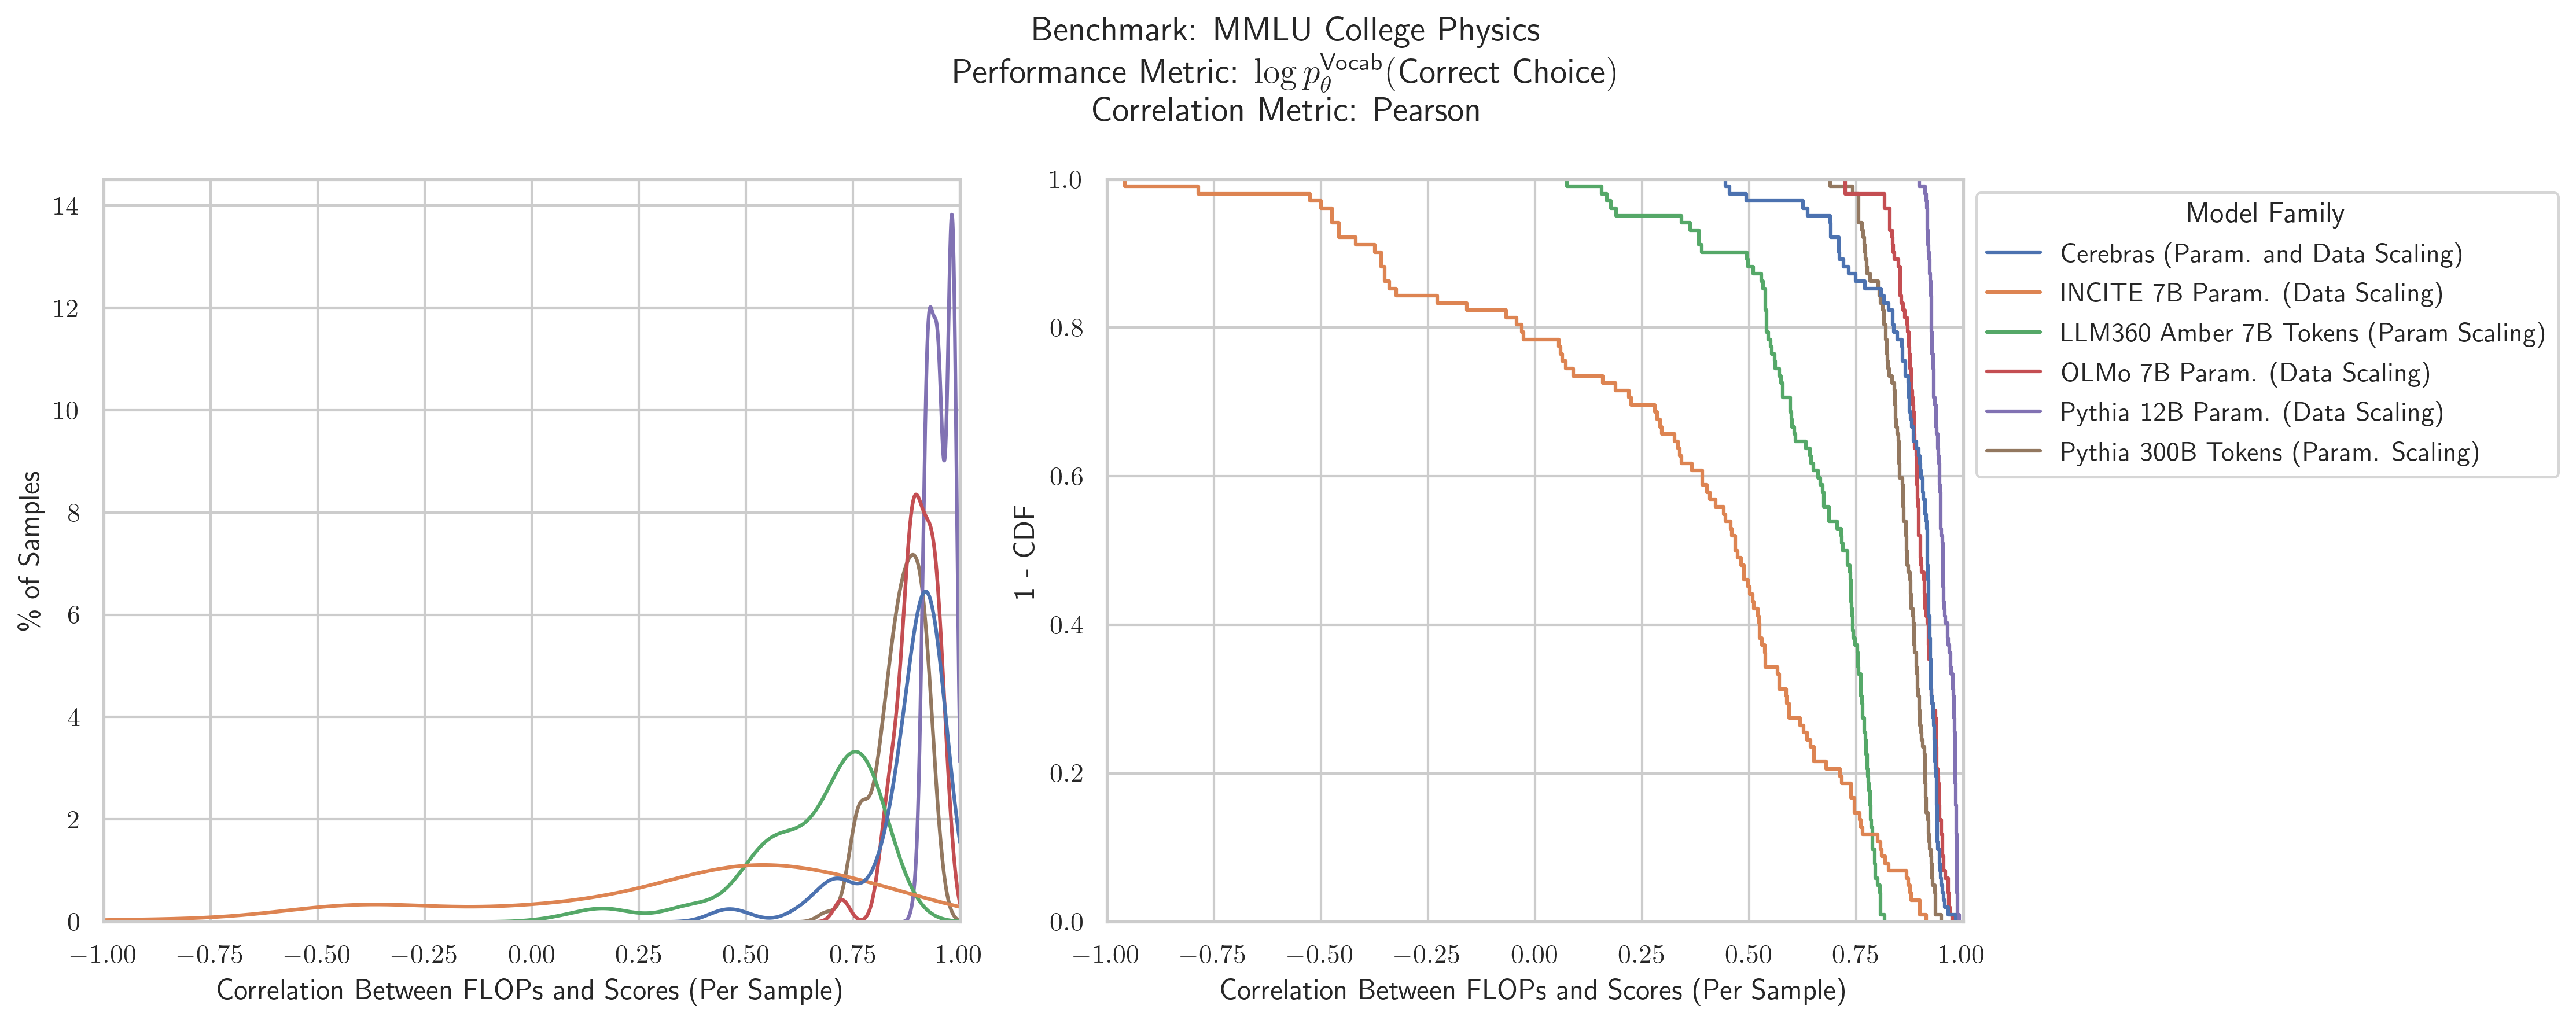 Benchmark: MMLU College Physics
Performance Metric: log p_θ^Vocab(Correct Choice)
Correlation Metric: Pearson
% of Samples
14
12
10
8
6
4
2
0
−1.00 −0.75 −0.50 −0.25 0.00 0.25 0.50 0.75 1.00
Correlation Between FLOPs and Scores (Per Sample)
1 - CDF
1.0
0.8
0.6
0.4
0.2
0.0
−1.00 −0.75 −0.50 −0.25 0.00 0.25 0.50 0.75 1.00
Correlation Between FLOPs and Scores (Per Sample)
Model Family
Cerebras (Param. and Data Scaling)
INCITE 7B Param. (Data Scaling)
LLM360 Amber 7B Tokens (Param Scaling)
OLMo 7B Param. (Data Scaling)
Pythia 12B Param. (Data Scaling)
Pythia 300B Tokens (Param. Scaling)